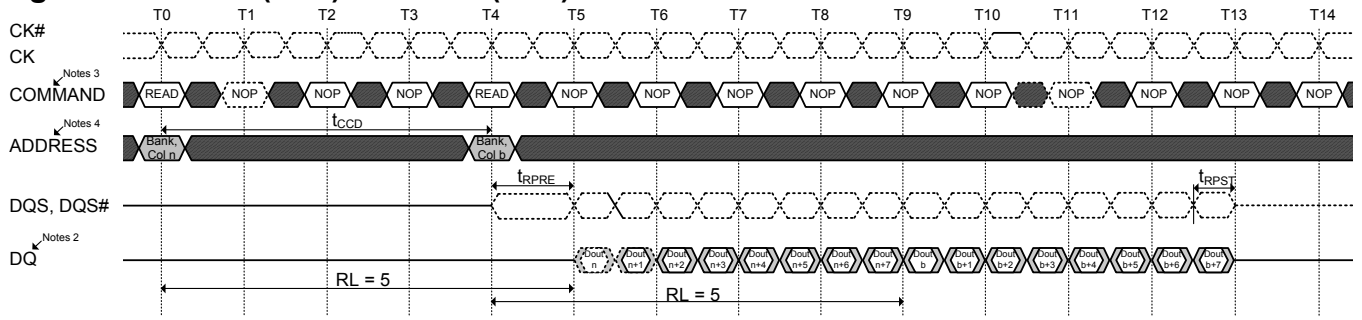 T0 T1 T2 T3 T4 T5 T6 T7 T8 T9 T10 T11 T12 T13 T14
CK#
CK
Notes 3
COMMAND READ NOP NOP NOP READ NOP NOP NOP NOP NOP NOP NOP NOP NOP NOP
Notes 4
tCCD
ADDRESS Bank, Col n Bank, Col b
tRPRE tRPST
DQS, DQS#
Notes 2
DQ Dout n Dout n+1 Dout n+2 Dout n+3 Dout n+4 Dout n+5 Dout n+6 Dout n+7 Dout b Dout b+1 Dout b+2 Dout b+3 Dout b+4 Dout b+5 Dout b+6 Dout b+7
RL = 5
RL = 5